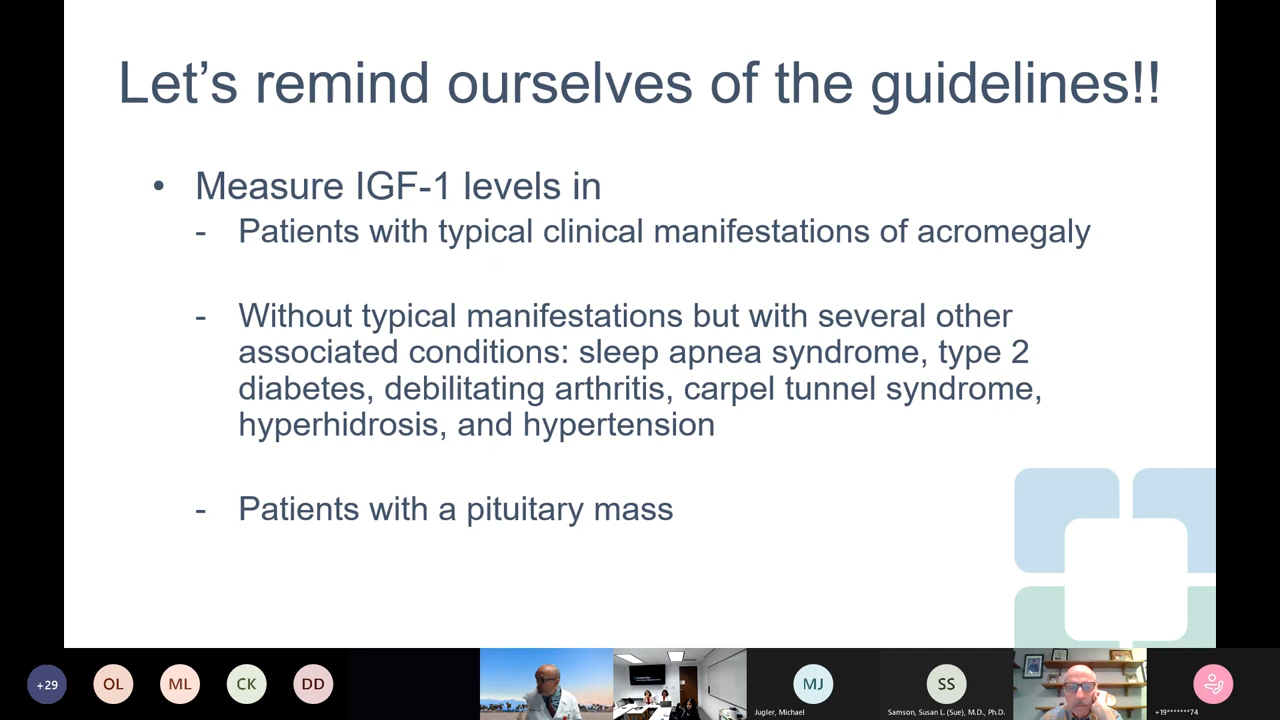 Let's remind ourselves of the guidelines!!
• Measure IGF-1 levels in
- Patients with typical clinical manifestations of acromegaly
- Without typical manifestations but with several other
associated conditions: sleep apnea syndrome, type 2
diabetes, debilitating arthritis, carpel tunnel syndrome,
hyperhidrosis, and hypertension
- Patients with a pituitary mass
+29
OL
ML
CK
DD
MJ
Jugler, Michael
SS
Samson, Susan L. (Sue), M.D., Ph.D.
+19*******74